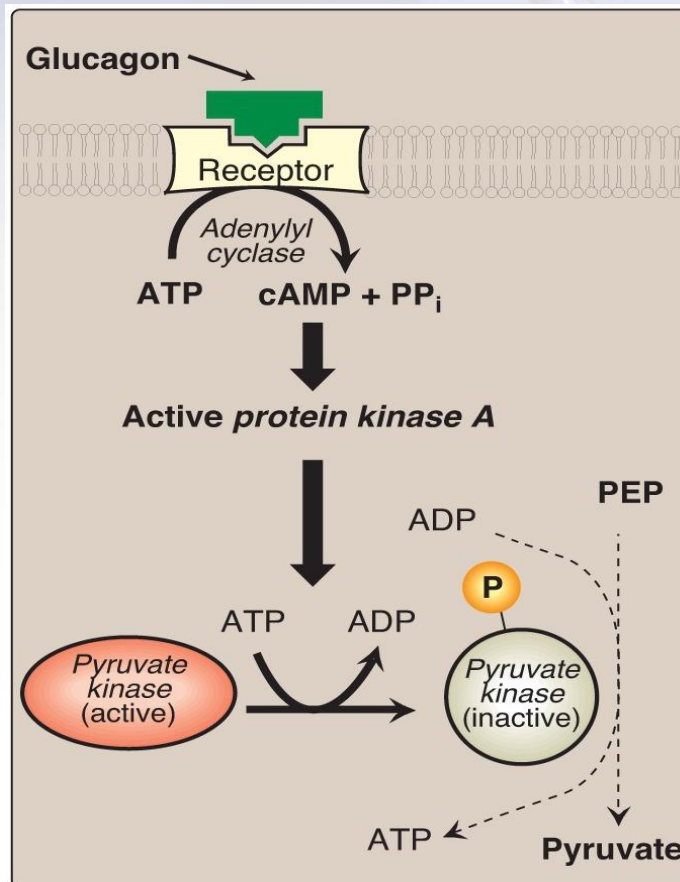 Glucagon
Receptor
Adenylyl
cyclase
ATP
cAMP + PPi
Active protein kinase A
PEP
ADP
P
ATP
ADP
Pyruvate
kinase
(active)
Pyruvate
kinase
(inactive)
ATP
Pyruvate